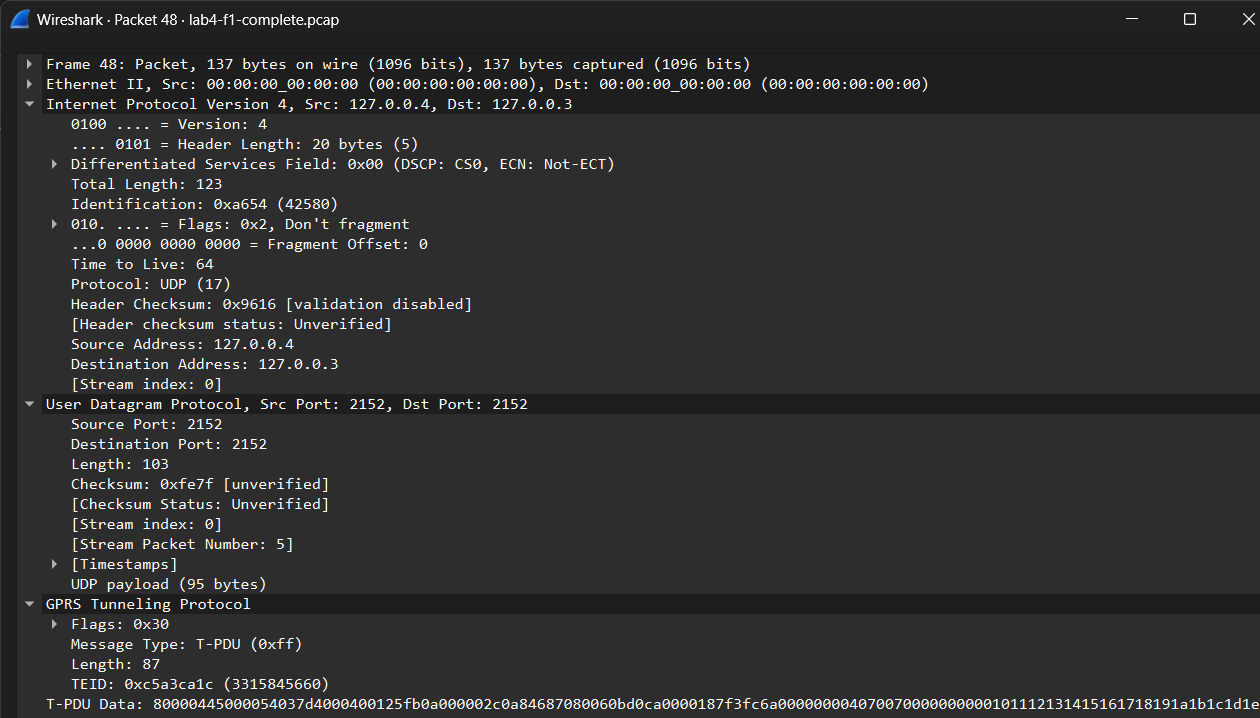 Wireshark · Packet 48 · lab4-f1-complete.pcap
Frame 48: Packet, 137 bytes on wire (1096 bits), 137 bytes captured (1096 bits)
Ethernet II, Src: 00:00:00_00:00:00 (00:00:00:00:00:00), Dst: 00:00:00_00:00:00 (00:00:00:00:00:00)
Internet Protocol Version 4, Src: 127.0.0.4, Dst: 127.0.0.3
0100 .... = Version: 4
.... 0101 = Header Length: 20 bytes (5)
Differentiated Services Field: 0x00 (DSCP: CS0, ECN: Not-ECT)
Total Length: 123
Identification: 0xa654 (42580)
010. .... = Flags: 0x2, Don't fragment
...0 0000 0000 0000 = Fragment Offset: 0
Time to Live: 64
Protocol: UDP (17)
Header Checksum: 0x9616 [validation disabled]
[Header checksum status: Unverified]
Source Address: 127.0.0.4
Destination Address: 127.0.0.3
[Stream index: 0]
User Datagram Protocol, Src Port: 2152, Dst Port: 2152
Source Port: 2152
Destination Port: 2152
Length: 103
Checksum: 0xfe7f [unverified]
[Checksum Status: Unverified]
[Stream index: 0]
[Stream Packet Number: 5]
[Timestamps]
UDP payload (95 bytes)
GPRS Tunneling Protocol
Flags: 0x30
Message Type: T-PDU (0xff)
Length: 87
TEID: 0xc5a3ca1c (3315845660)
T-PDU Data: 80000445000054037d4000400125fb0a000002c0a84687080060bd0ca0000187f3fc6a00000000407007000000000010111213141516171819​1a1b1c1d1e